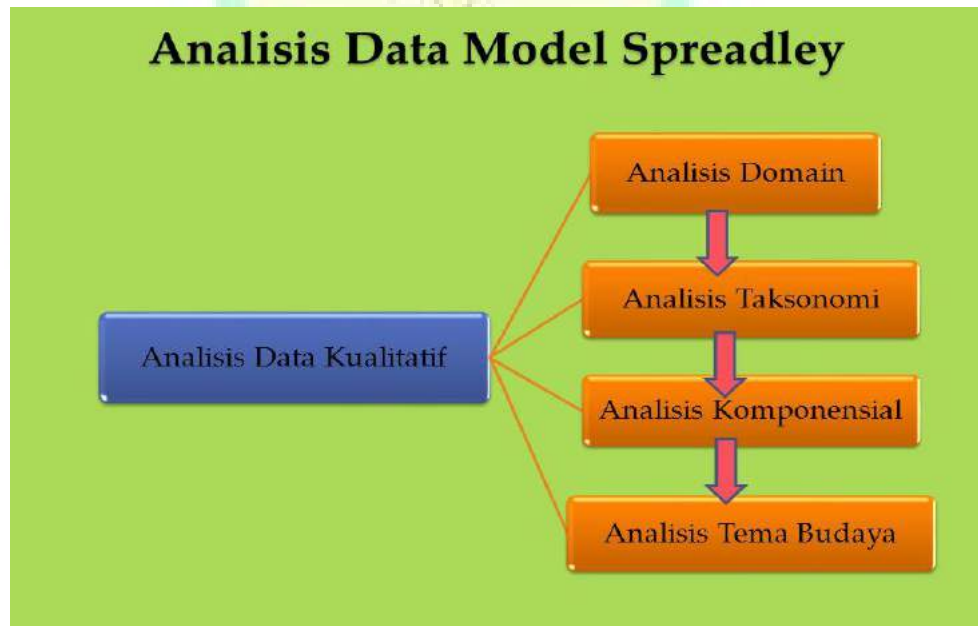 Analisis Data Model Spreadley
Analisis Domain
Analisis Taksonomi
Analisis Data Kualitatif
Analisis Komponensial
Analisis Tema Budaya